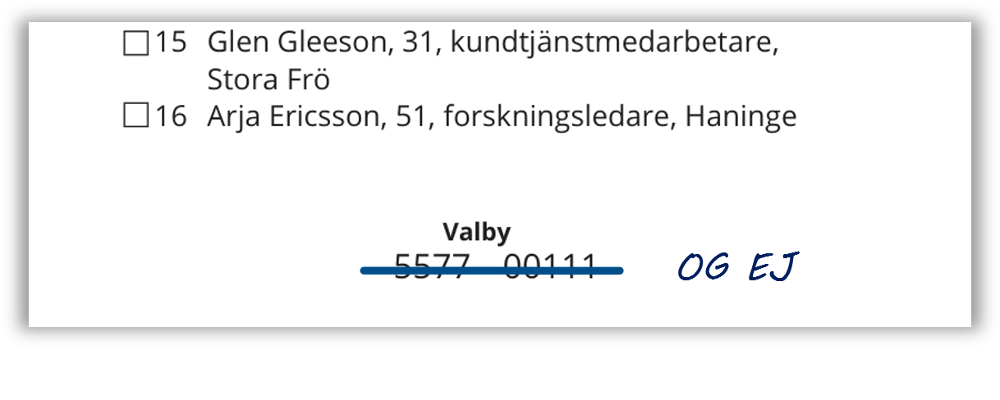 15 Glen Gleeson, 31, kundtjänstmedarbetare,
Stora Frö
16 Arja Ericsson, 51, forskningsledare, Haninge
Valby
5577 00111 OG EJ